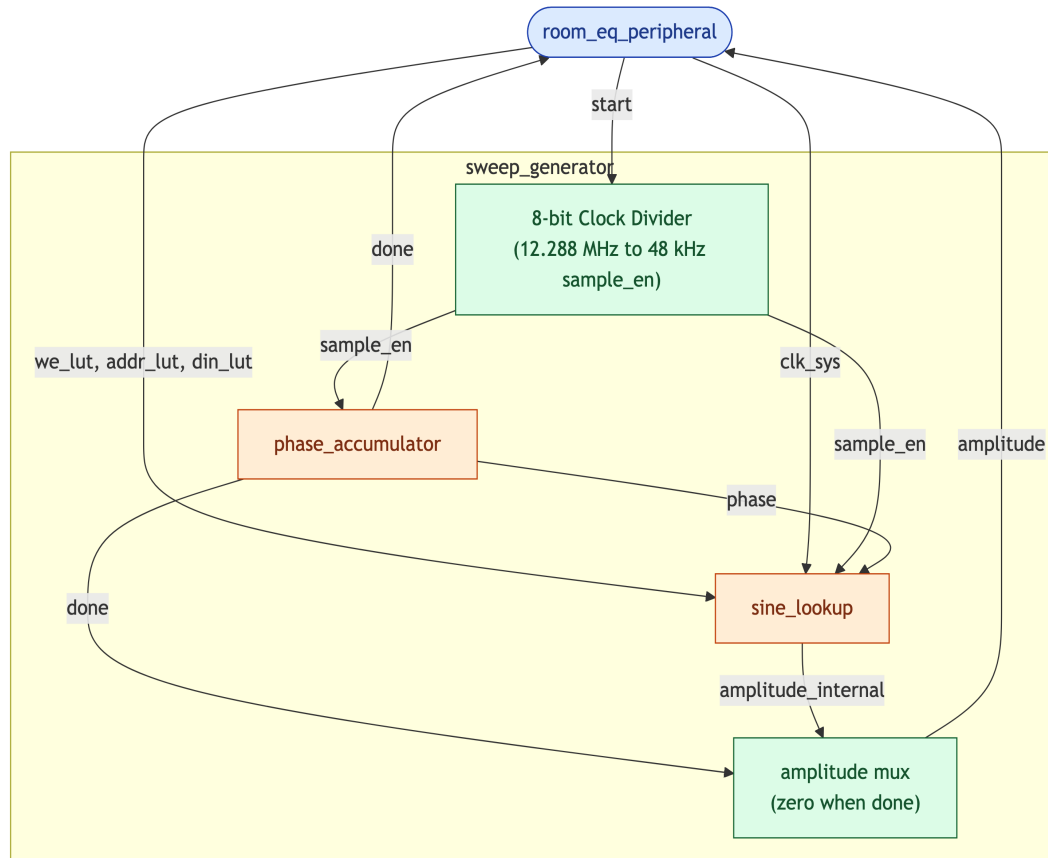 room_eq_peripheral
start
sweep_generator
8-bit Clock Divider
(12.288 MHz to 48 kHz
sample_en)
done
sample_en
we_lut, addr_lut, din_lut
clk_sys
phase_accumulator
sample_en
amplitude
phase
done
sine_lookup
amplitude_internal
amplitude mux
(zero when done)